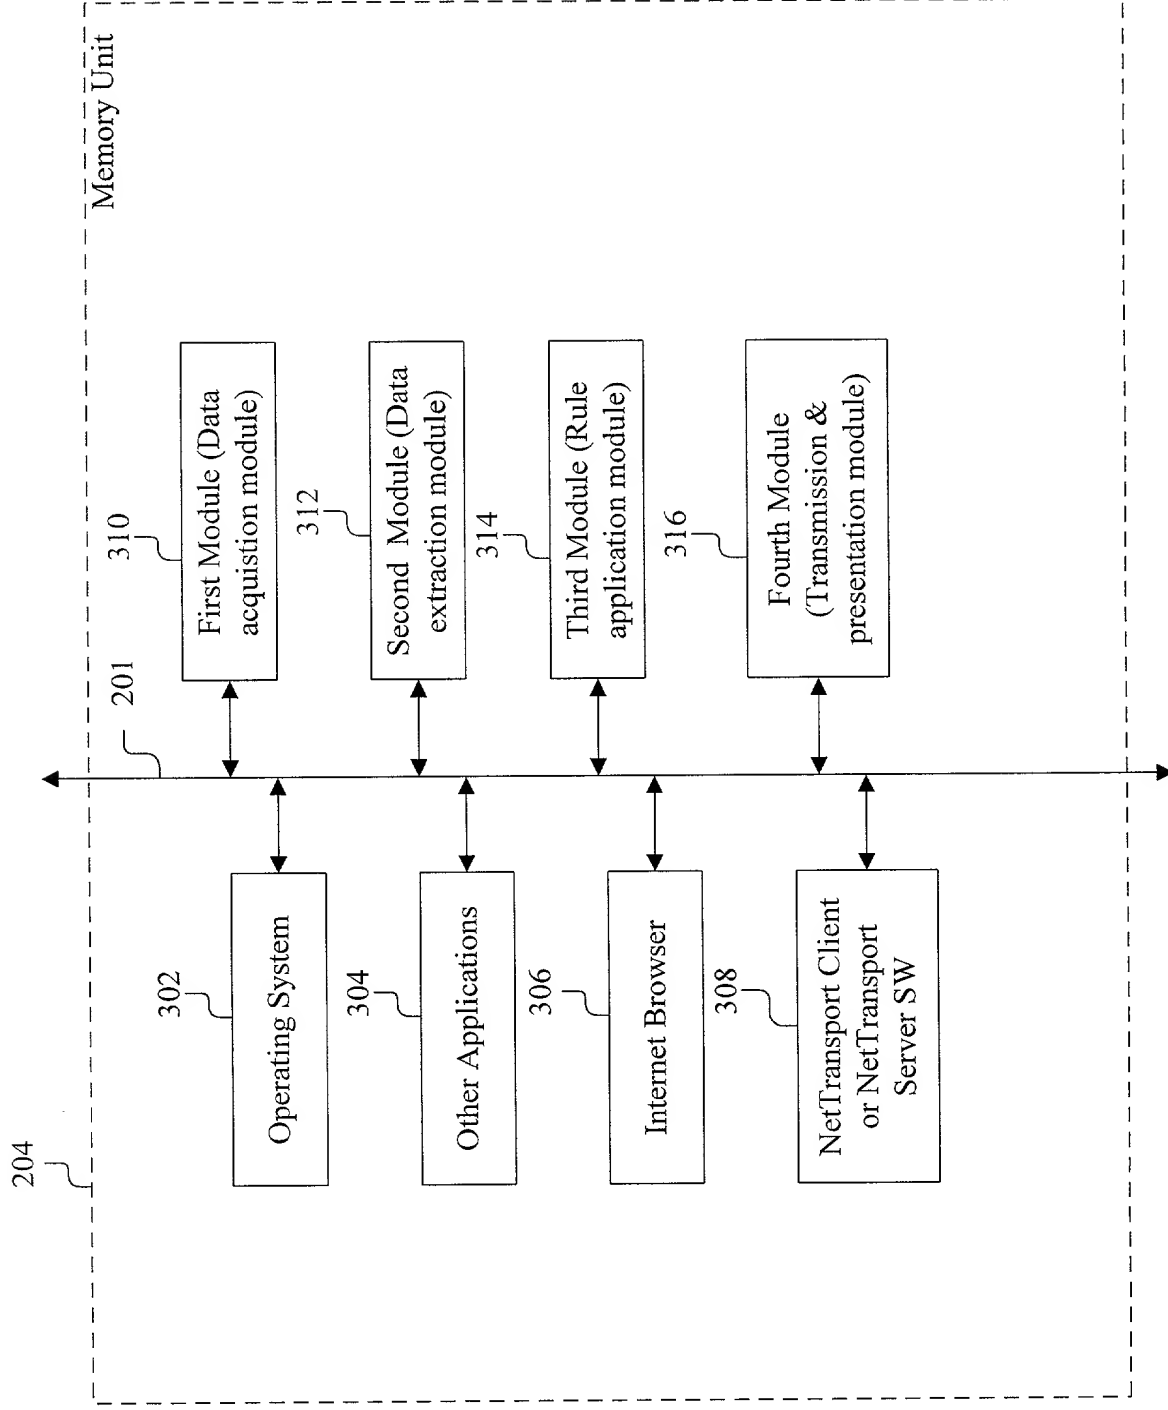 204
Memory Unit
201
302
Operating System
304
Other Applications
306
Internet Browser
308
NetTransport Client
or NetTransport
Server SW
310
First Module (Data
acquistion module)
312
Second Module (Data
extraction module)
314
Third Module (Rule
application module)
316
Fourth Module
(Transmission &
presentation module)